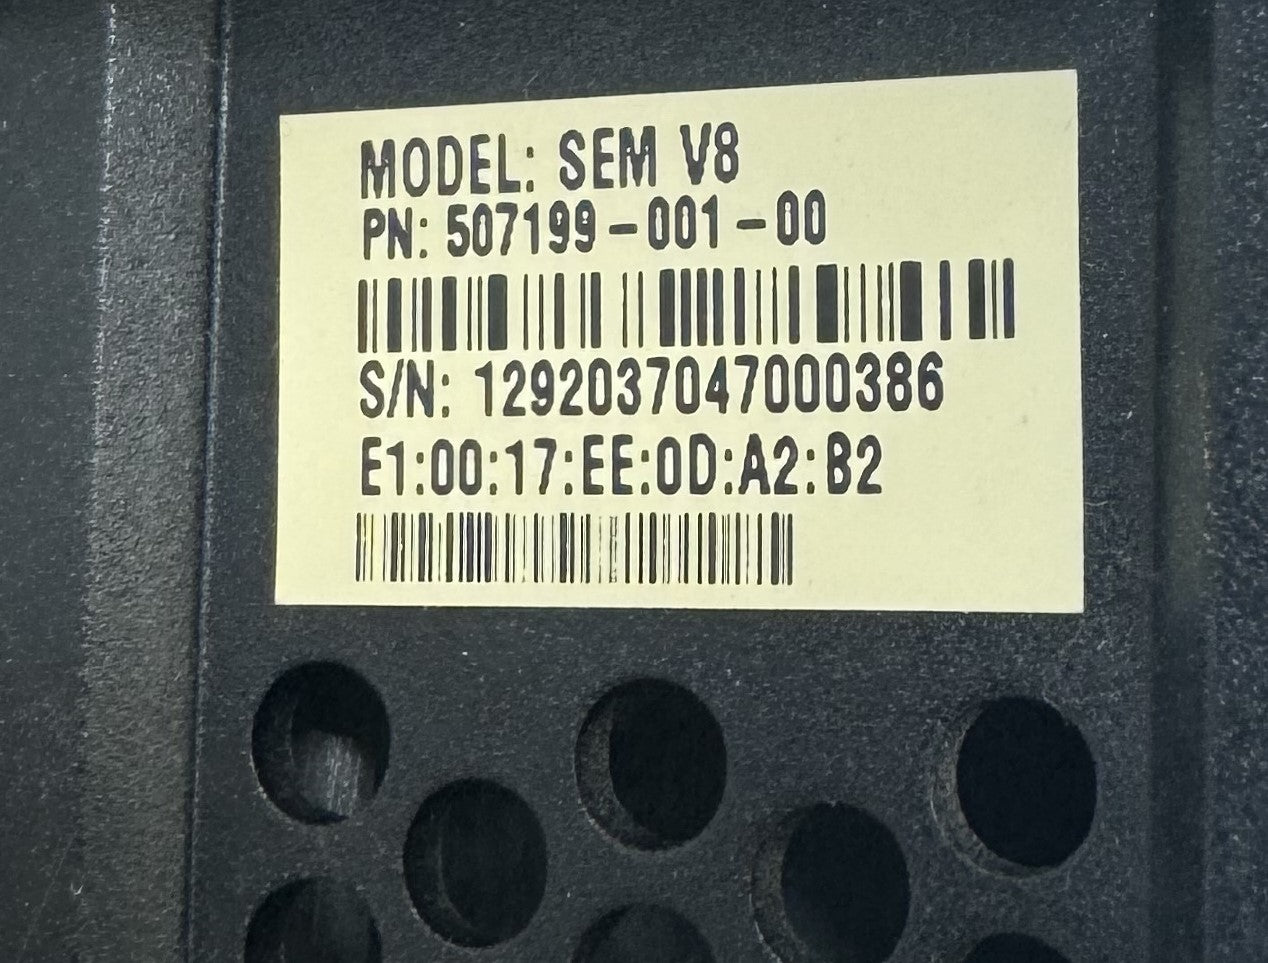 MODEL: SEM V8
PN: 507199-001-00
S/N: 1292037047000386
E1:00:17:EE:0D:A2:B2